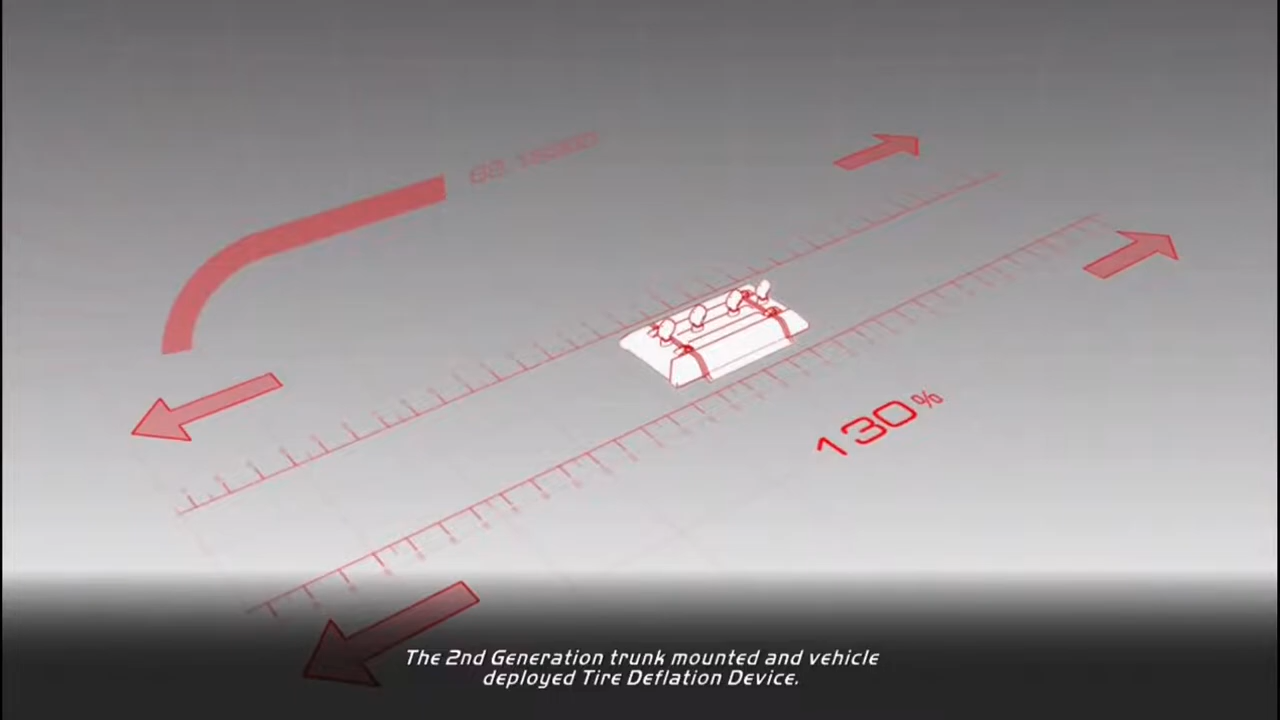 130%
The 2nd Generation trunk mounted and vehicle
deployed Tire Deflation Device.